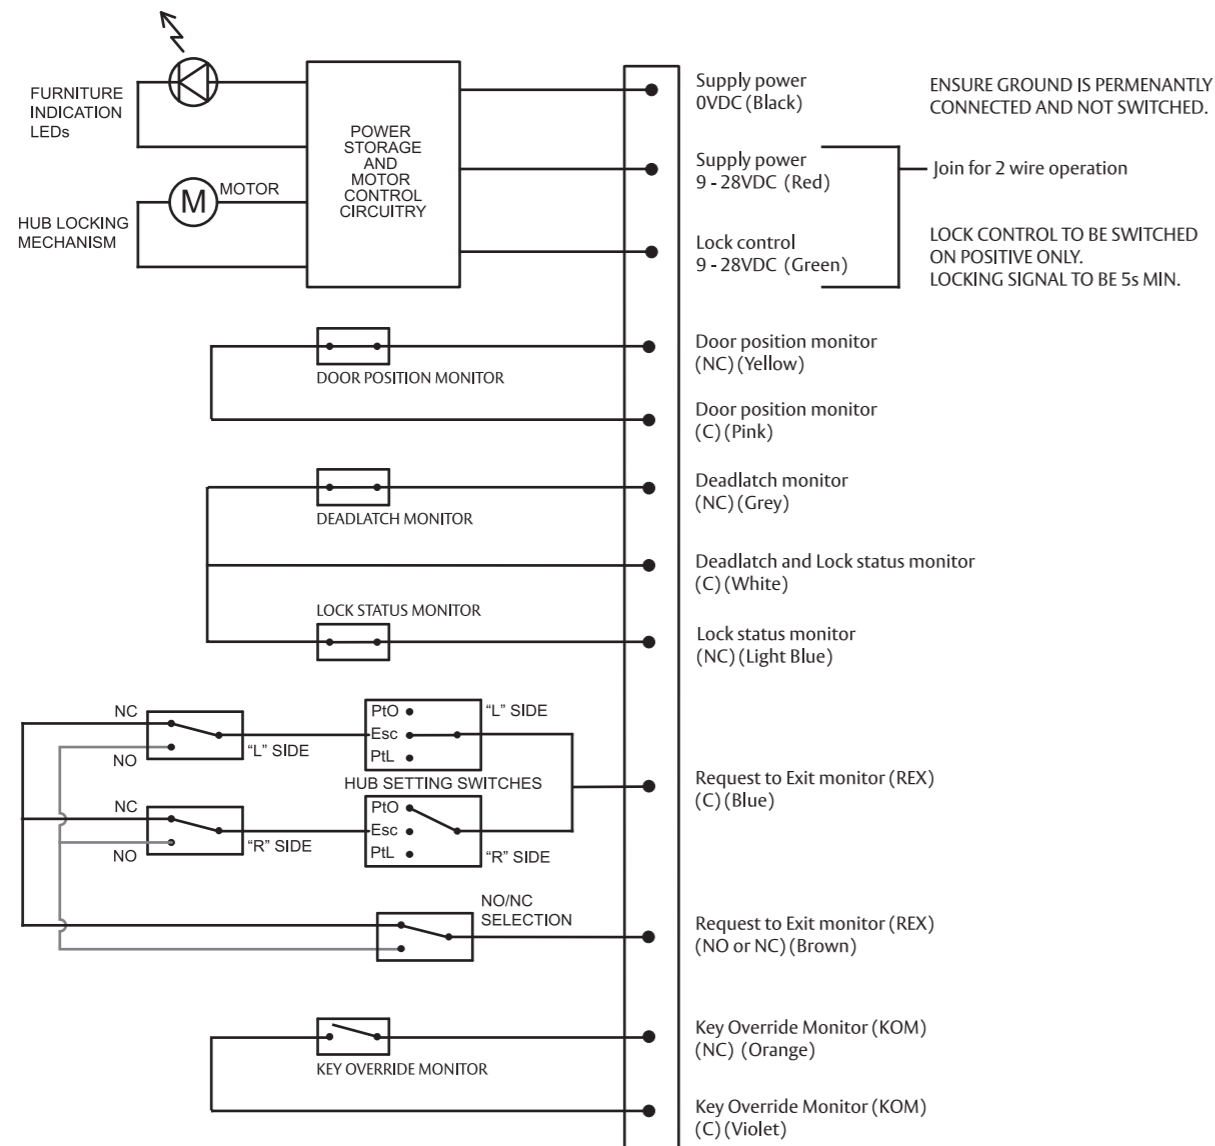 FURNITURE
INDICATION
LEDs
POWER
STORAGE
AND
MOTOR
CONTROL
CIRCUITRY
MOTOR
M
HUB LOCKING
MECHANISM
Supply power
0VDC (Black)
ENSURE GROUND IS PERMENANTLY
CONNECTED AND NOT SWITCHED.
Supply power
9 - 28VDC (Red)
Join for 2 wire operation
Lock control
9 - 28VDC (Green)
LOCK CONTROL TO BE SWITCHED
ON POSITIVE ONLY.
LOCKING SIGNAL TO BE 5s MIN.
DOOR POSITION MONITOR
Door position monitor
(NC) (Yellow)
Door position monitor
(C) (Pink)
DEADLATCH MONITOR
Deadlatch monitor
(NC) (Grey)
Deadlatch and Lock status monitor
(C) (White)
LOCK STATUS MONITOR
Lock status monitor
(NC) (Light Blue)
NC
NO
"L" SIDE
PtO
Esc
PtL
"L" SIDE
HUB SETTING SWITCHES
NC
NO
"R" SIDE
PtO
Esc
PtL
"R" SIDE
Request to Exit monitor (REX)
(C) (Blue)
NO/NC
SELECTION
Request to Exit monitor (REX)
(NO or NC) (Brown)
KEY OVERRIDE MONITOR
Key Override Monitor (KOM)
(NC) (Orange)
Key Override Monitor (KOM)
(C) (Violet)